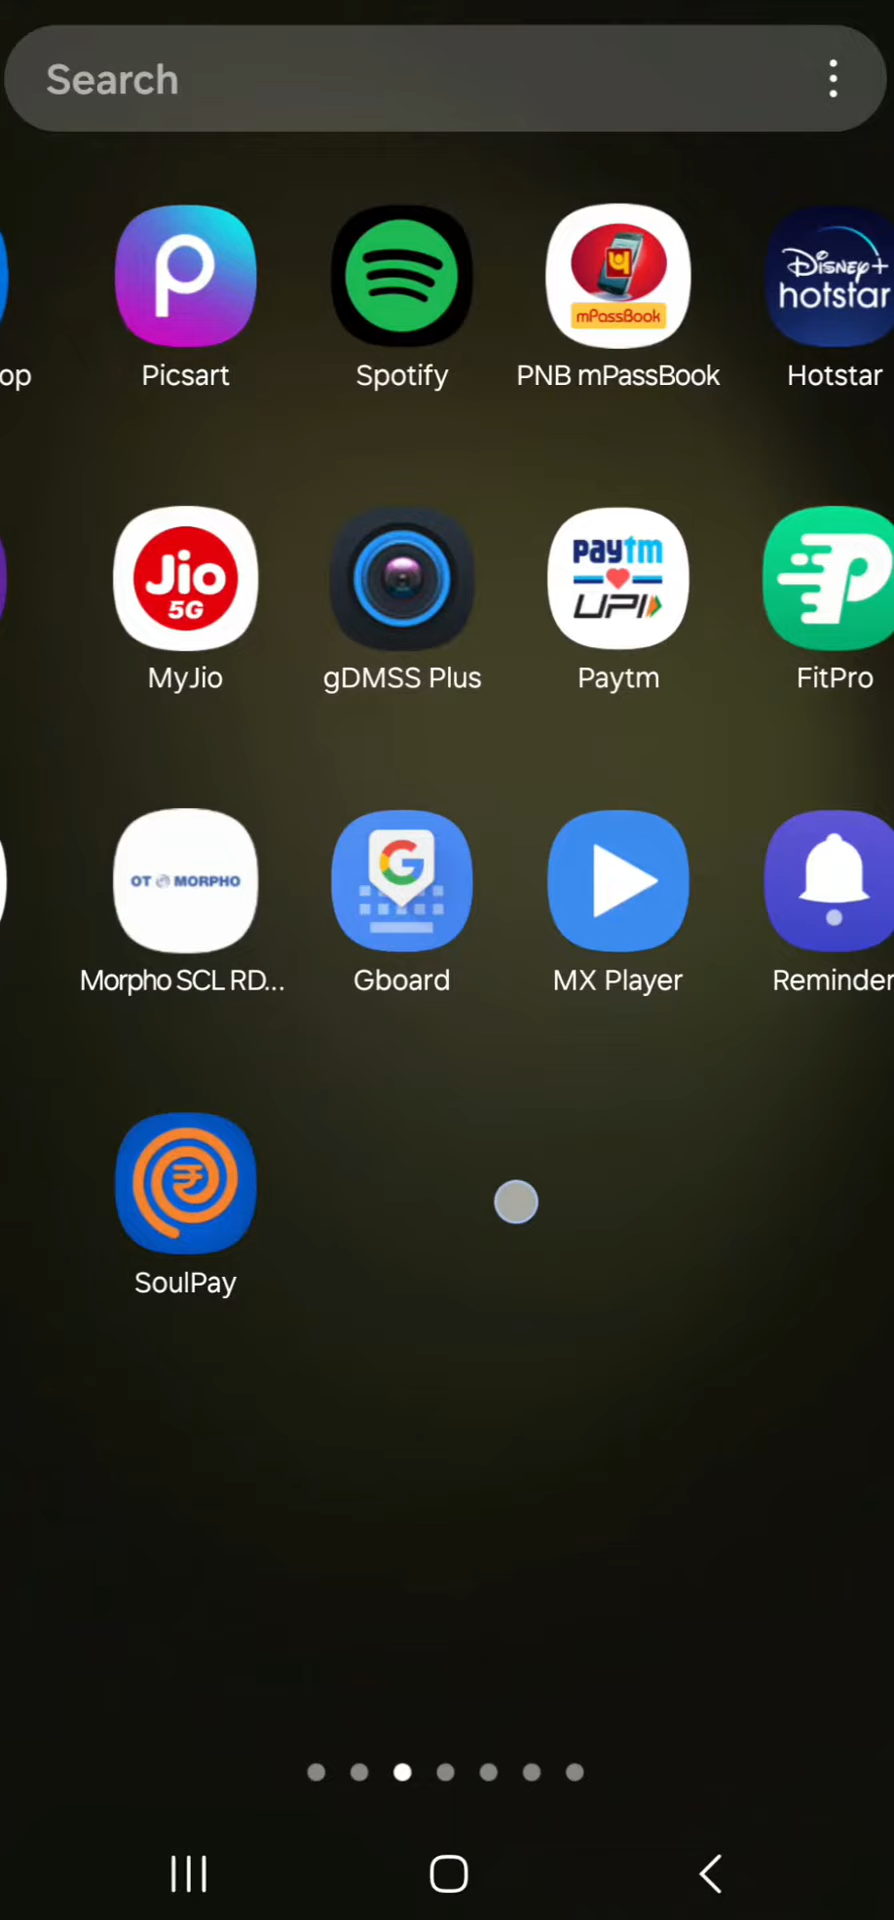 Search
mPassBook
Disney+
hotstar
op
Picsart
Spotify
PNB mPassBook
Hotstar
Jio
5G
paytm
UPI
MyJio
gDMSS Plus
Paytm
FitPro
OT MORPHO
G
Morpho SCL RD...
Gboard
MX Player
Reminder
₹
SoulPay